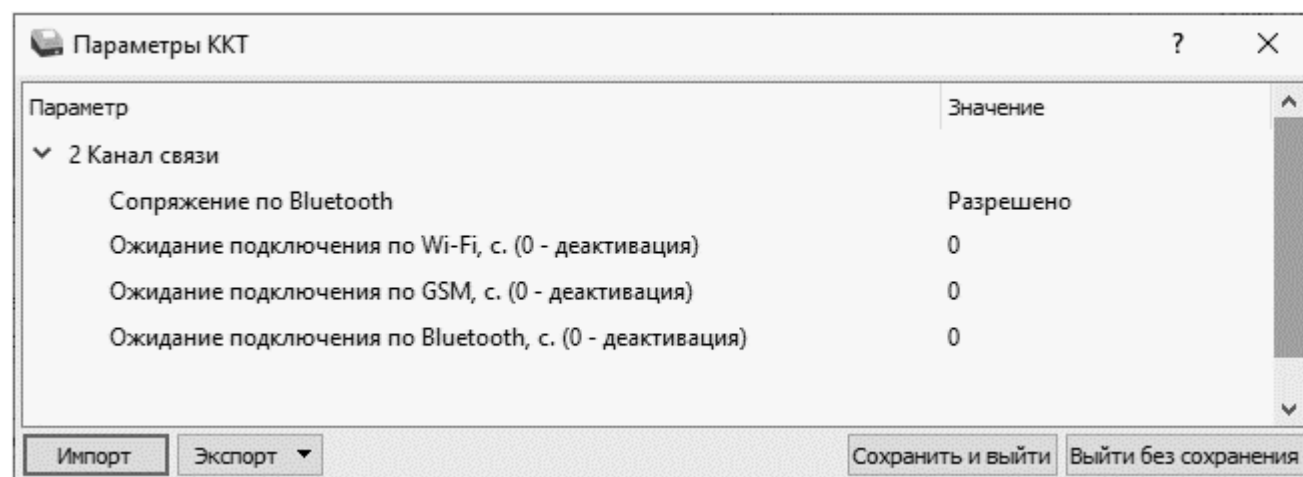 Параметры ККТ ? ×
Параметр Значение
2 Канал связи
Сопряжение по Bluetooth Разрешено
Ожидание подключения по Wi-Fi, с. (0 - деактивация) 0
Ожидание подключения по GSM, с. (0 - деактивация) 0
Ожидание подключения по Bluetooth, с. (0 - деактивация) 0
Импорт Экспорт Сохранить и выйти Выйти без сохранения